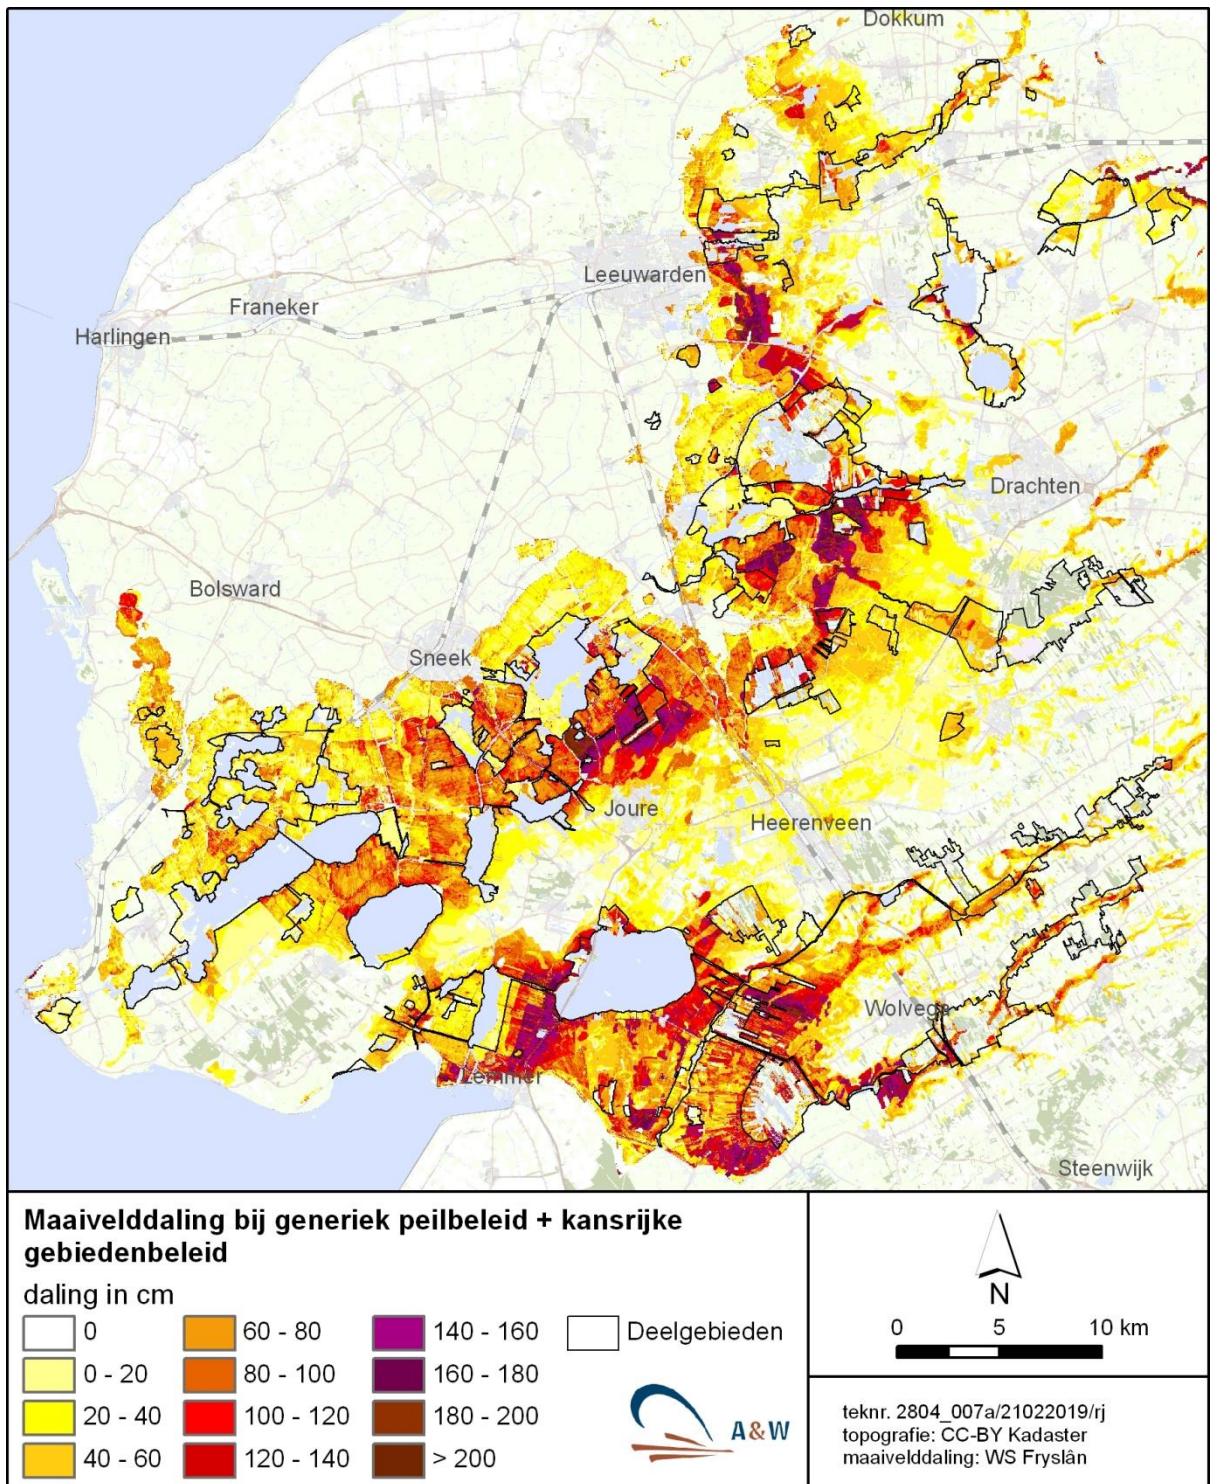 Dokkum
Leeuwarden
Franeker
Harlingen
Drachten
Bolsward
Sneek
Joure
Heerenveen
Wolvega
Lemmer
Steenwijk
Maaivelddaling bij generiek peilbeleid + kansrijke
gebiedenbeleid
daling in cm
0
0 - 20
20 - 40
40 - 60
60 - 80
80 - 100
100 - 120
120 - 140
140 - 160
160 - 180
180 - 200
> 200
Deelgebieden
A&W
N
0 5 10 km
teknr. 2804_007a/21022019/rj
topografie: CC-BY Kadaster
maaivelddaling: WS Fryslân